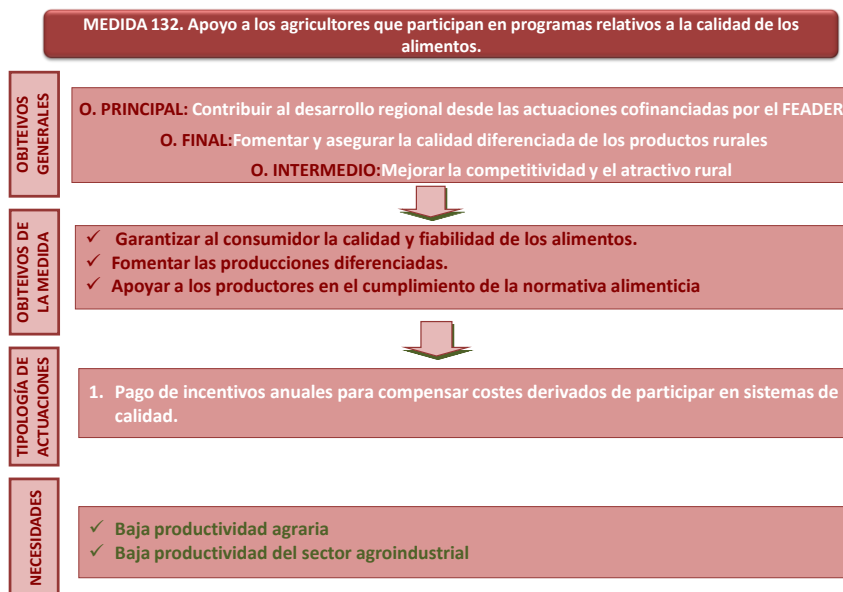 MEDIDA 132. Apoyo a los agricultores que participan en programas relativos a la calidad de los
alimentos.
OBJTEIVOS
GENERALES
O. PRINCIPAL: Contribuir al desarrollo regional desde las actuaciones cofinanciadas por el FEADER
O. FINAL:Fomentar y asegurar la calidad diferenciada de los productos rurales
O. INTERMEDIO:Mejorar la competitividad y el atractivo rural
OBJTEIVOS DE
LA MEDIDA
✓ Garantizar al consumidor la calidad y fiabilidad de los alimentos.
✓ Fomentar las producciones diferenciadas.
✓ Apoyar a los productores en el cumplimiento de la normativa alimenticia
TIPOLOGÍA DE
ACTUACIONES
1. Pago de incentivos anuales para compensar costes derivados de participar en sistemas de
calidad.
NECESIDADES
✓ Baja productividad agraria
✓ Baja productividad del sector agroindustrial